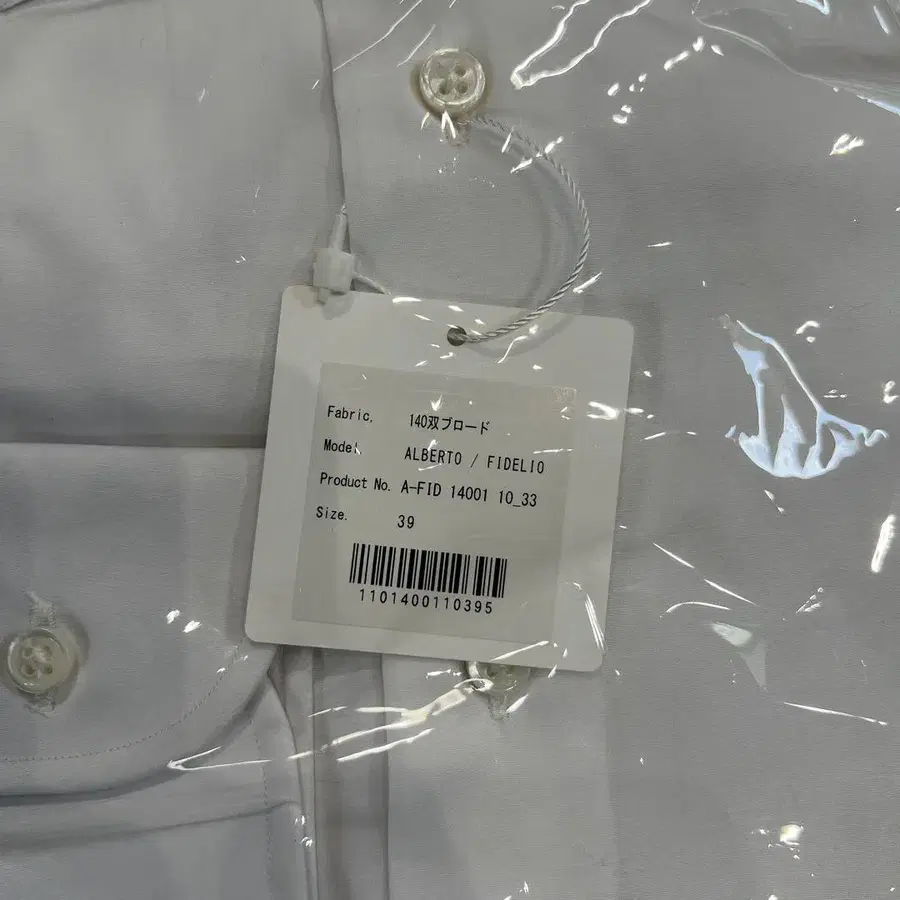 Fabric. 140双ブロード
Model. ALBERTO / FIDELIO
Product No. A-FID 14001 10_33
Size. 39
1101400110395